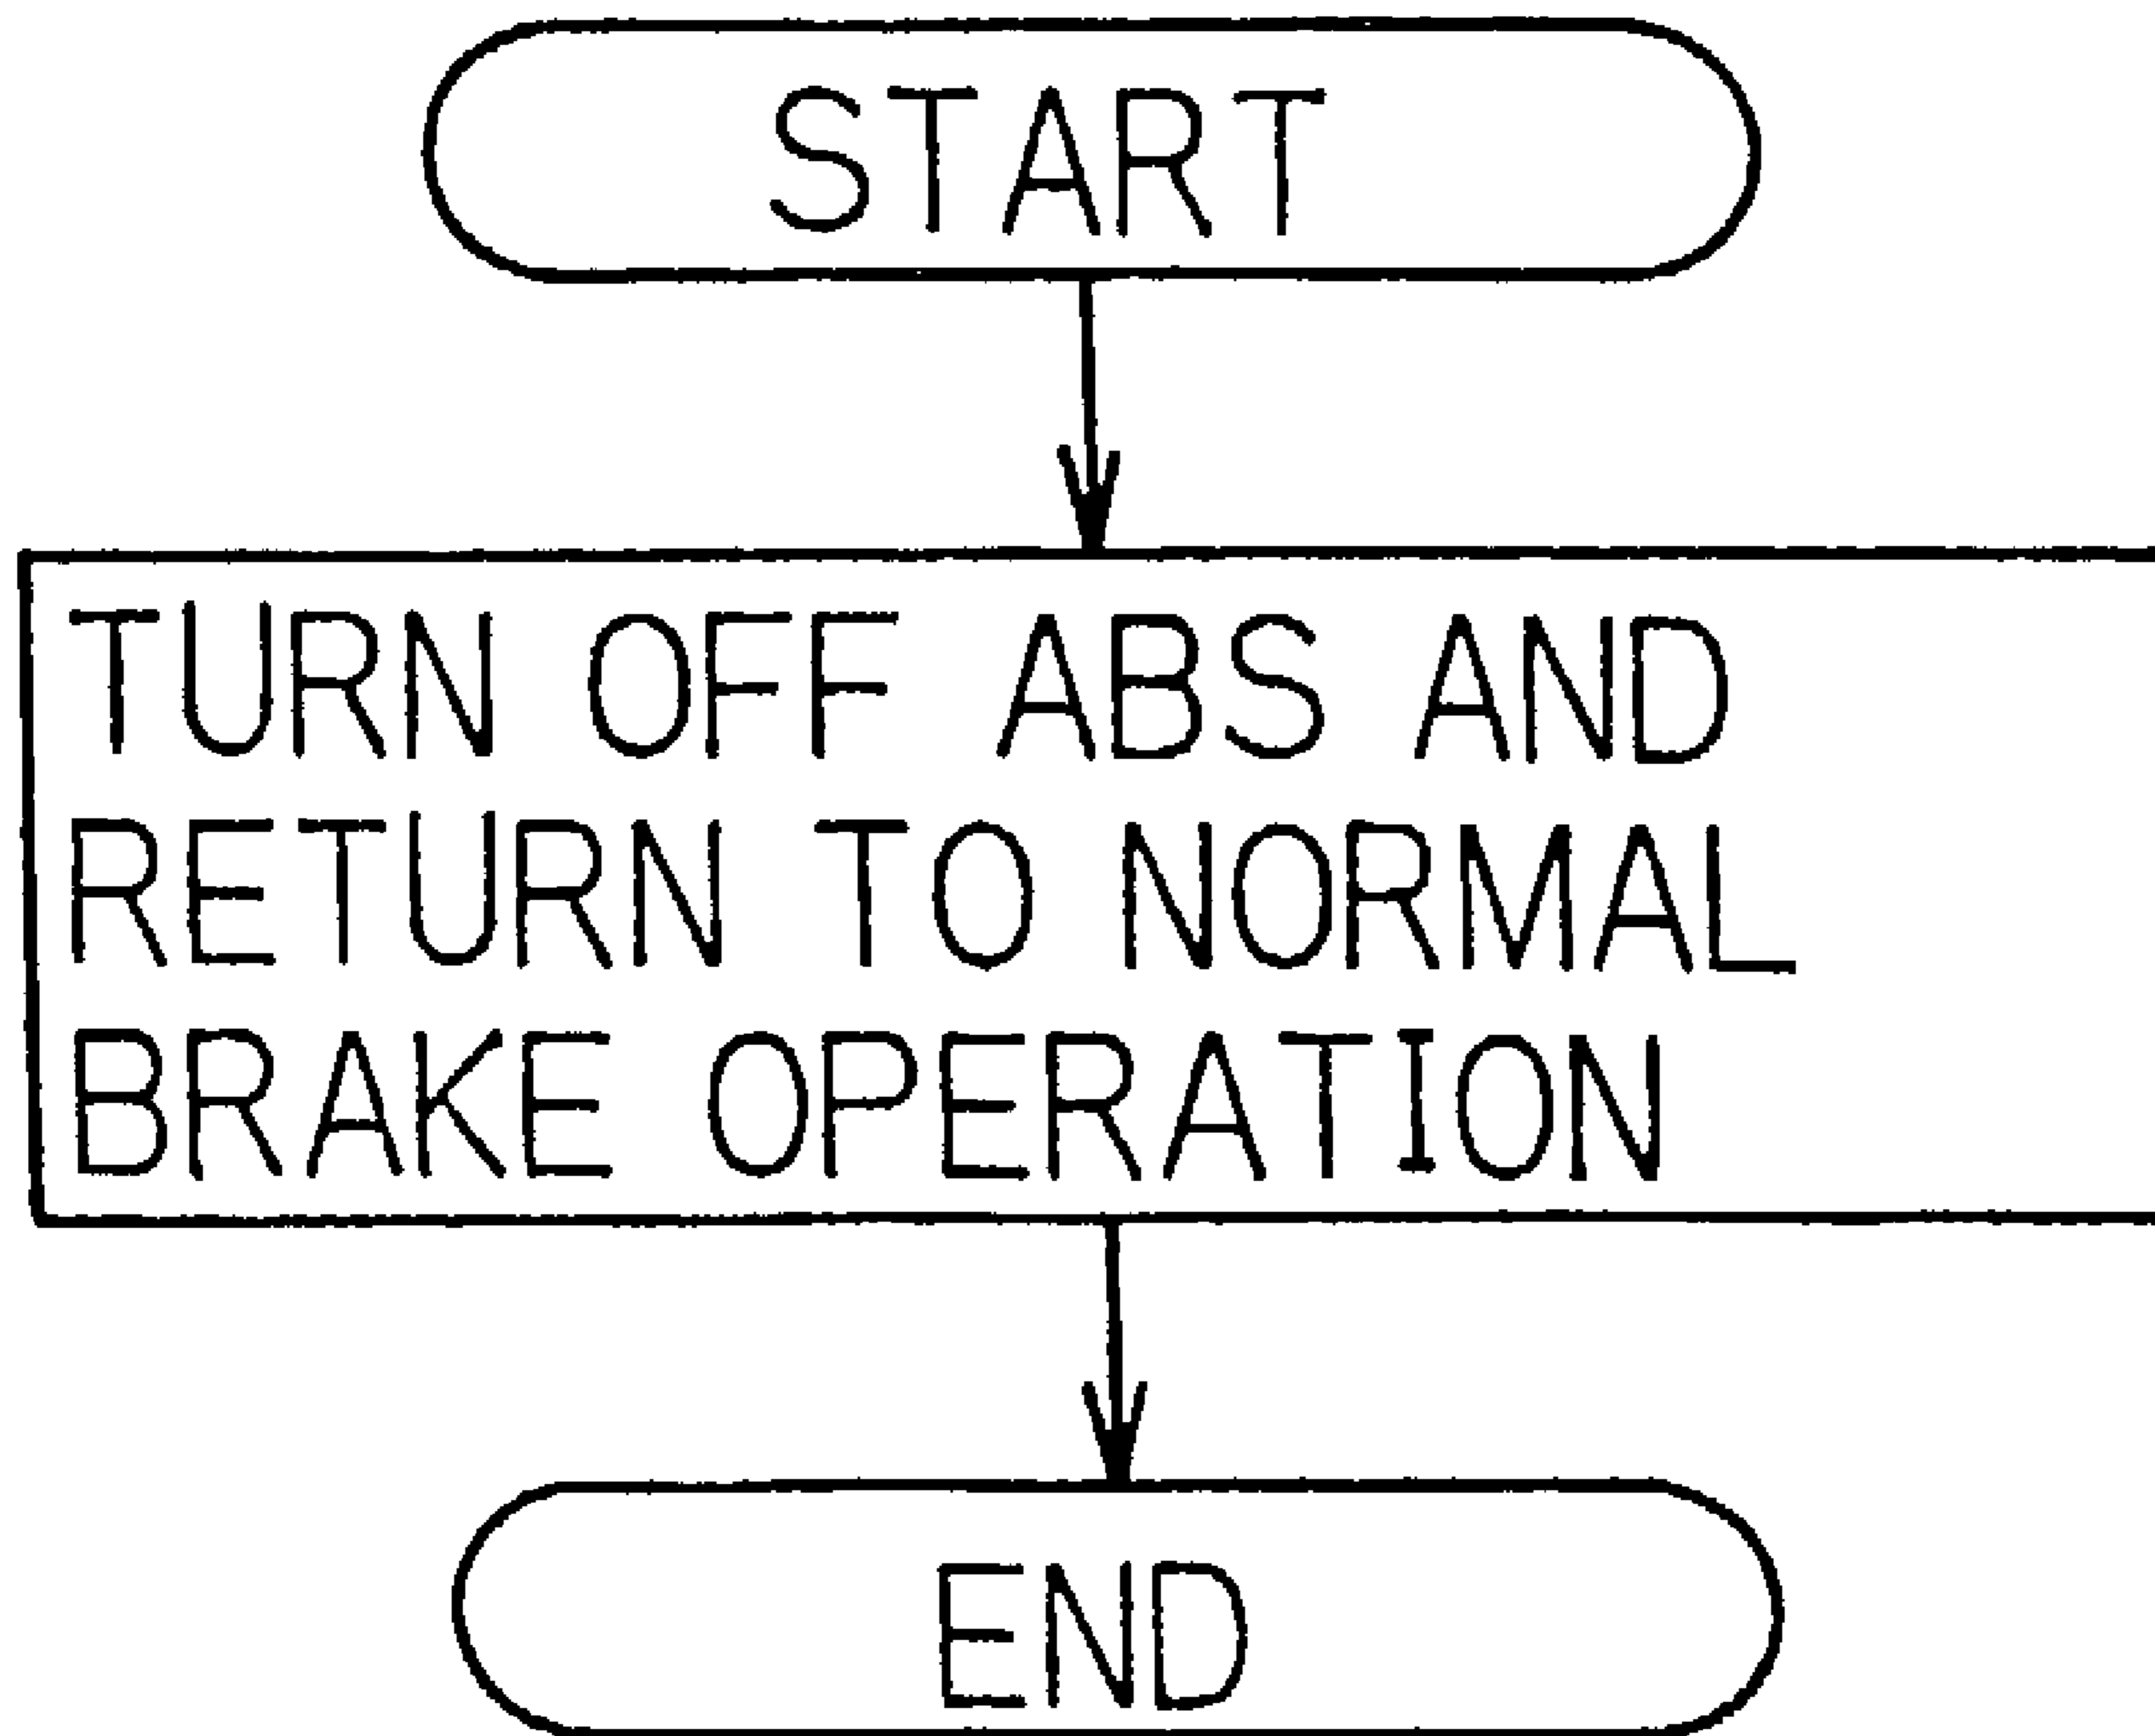 START
TURN OFF ABS AND
RETURN TO NORMAL
BRAKE OPERATION
END